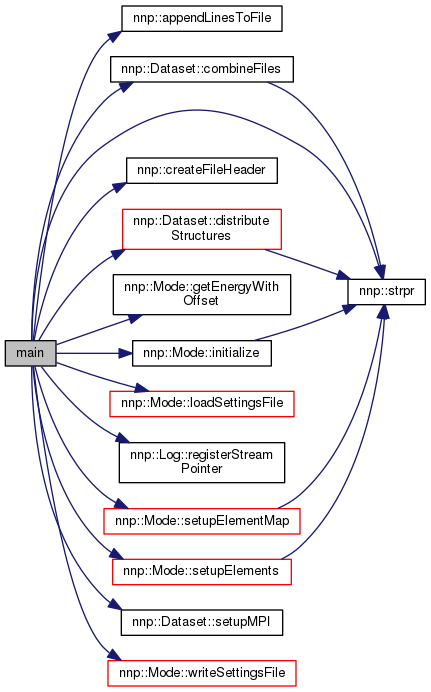 nnp::appendLinesToFile
nnp::Dataset::combineFiles
nnp::createFileHeader
nnp::Dataset::distribute
Structures
nnp::strpr
nnp::Mode::getEnergyWith
Offset
main
nnp::Mode::initialize
nnp::Mode::loadSettingsFile
nnp::Log::registerStream
Pointer
nnp::Mode::setupElementMap
nnp::Mode::setupElements
nnp::Dataset::setupMPI
nnp::Mode::writeSettingsFile